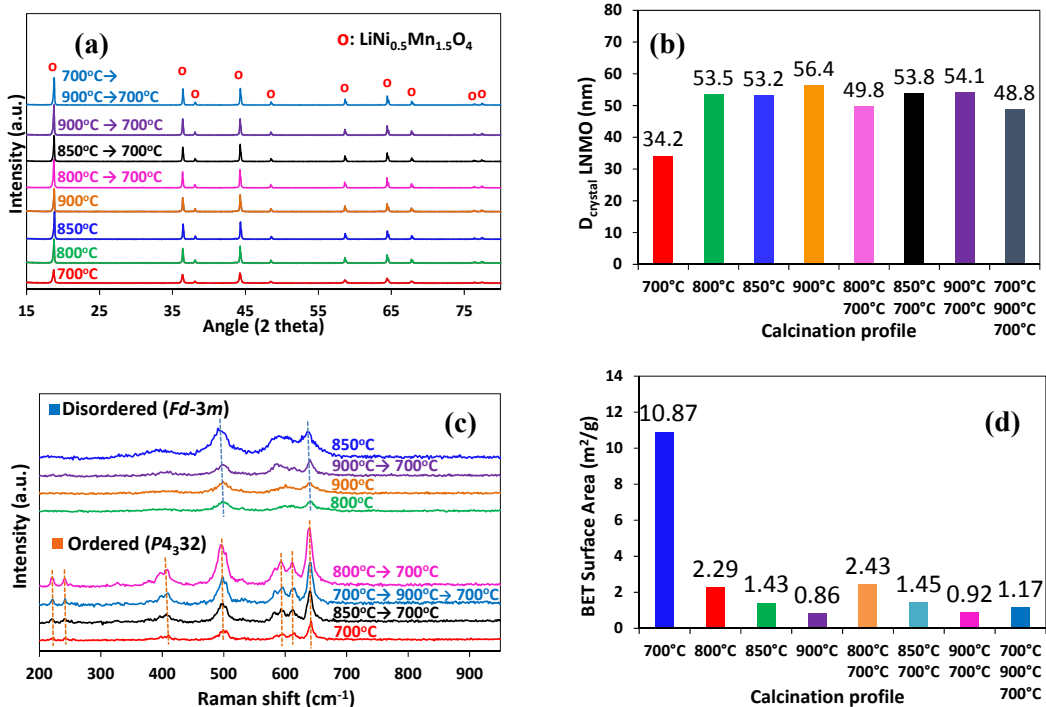 (a)
O: LiNi0.5Mn1.5O4
O O O O O O O O O O
700°C→
900°C→700°C
900°C → 700°C
850°C → 700°C
800°C → 700°C
900°C
850°C
800°C
700°C
Intensity (a.u.)
15 25 35 45 55 65 75
Angle (2 theta)
(b)
Dcrystal LNMO (nm)
80
70
60
50
40
30
20
10
0
34.2 53.5 53.2 56.4 49.8 53.8 54.1 48.8
700°C 800°C 850°C 900°C 800°C 850°C 900°C 700°C
700°C 700°C 700°C 900°C
700°C
Calcination profile
(c)
Disordered (Fd-3m)
850°C
900°C→ 700°C
900°C
800°C
Ordered (P4332)
800°C→ 700°C
700°C→ 900°C→700°C
850°C →700°C
700°C
Intensity (a.u.)
200 300 400 500 600 700 800 900
Raman shift (cm-1)
(d)
BET Surface Area (m2/g)
14
12
10
8
6
4
2
0
10.87 2.29 1.43 0.86 2.43 1.45 0.92 1.17
700°C 800°C 850°C 900°C 800°C 850°C 900°C 700°C
700°C 700°C 700°C 900°C
700°C
Calcination profile